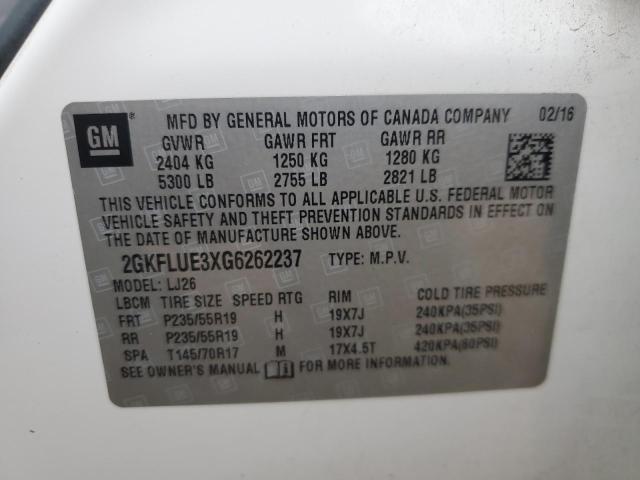 GM ®
MFD BY GENERAL MOTORS OF CANADA COMPANY 02/16
GVWR GAWR FRT GAWR RR
2404 KG 1250 KG 1280 KG
5300 LB 2755 LB 2821 LB
THIS VEHICLE CONFORMS TO ALL APPLICABLE U.S. FEDERAL MOTOR
VEHICLE SAFETY AND THEFT PREVENTION STANDARDS IN EFFECT ON
THE DATE OF MANUFACTURE SHOWN ABOVE.
2GKFLUE3XG6262237 TYPE: M.P.V.
MODEL: LJ26
LBCM TIRE SIZE SPEED RTG RIM COLD TIRE PRESSURE
FRT P235/55R19 H 19X7J 240KPA(35PSI)
RR P235/55R19 H 19X7J 240KPA(35PSI)
SPA T145/70R17 M 17X4.5T 420KPA(60PSI)
SEE OWNER'S MANUAL FOR MORE INFORMATION.